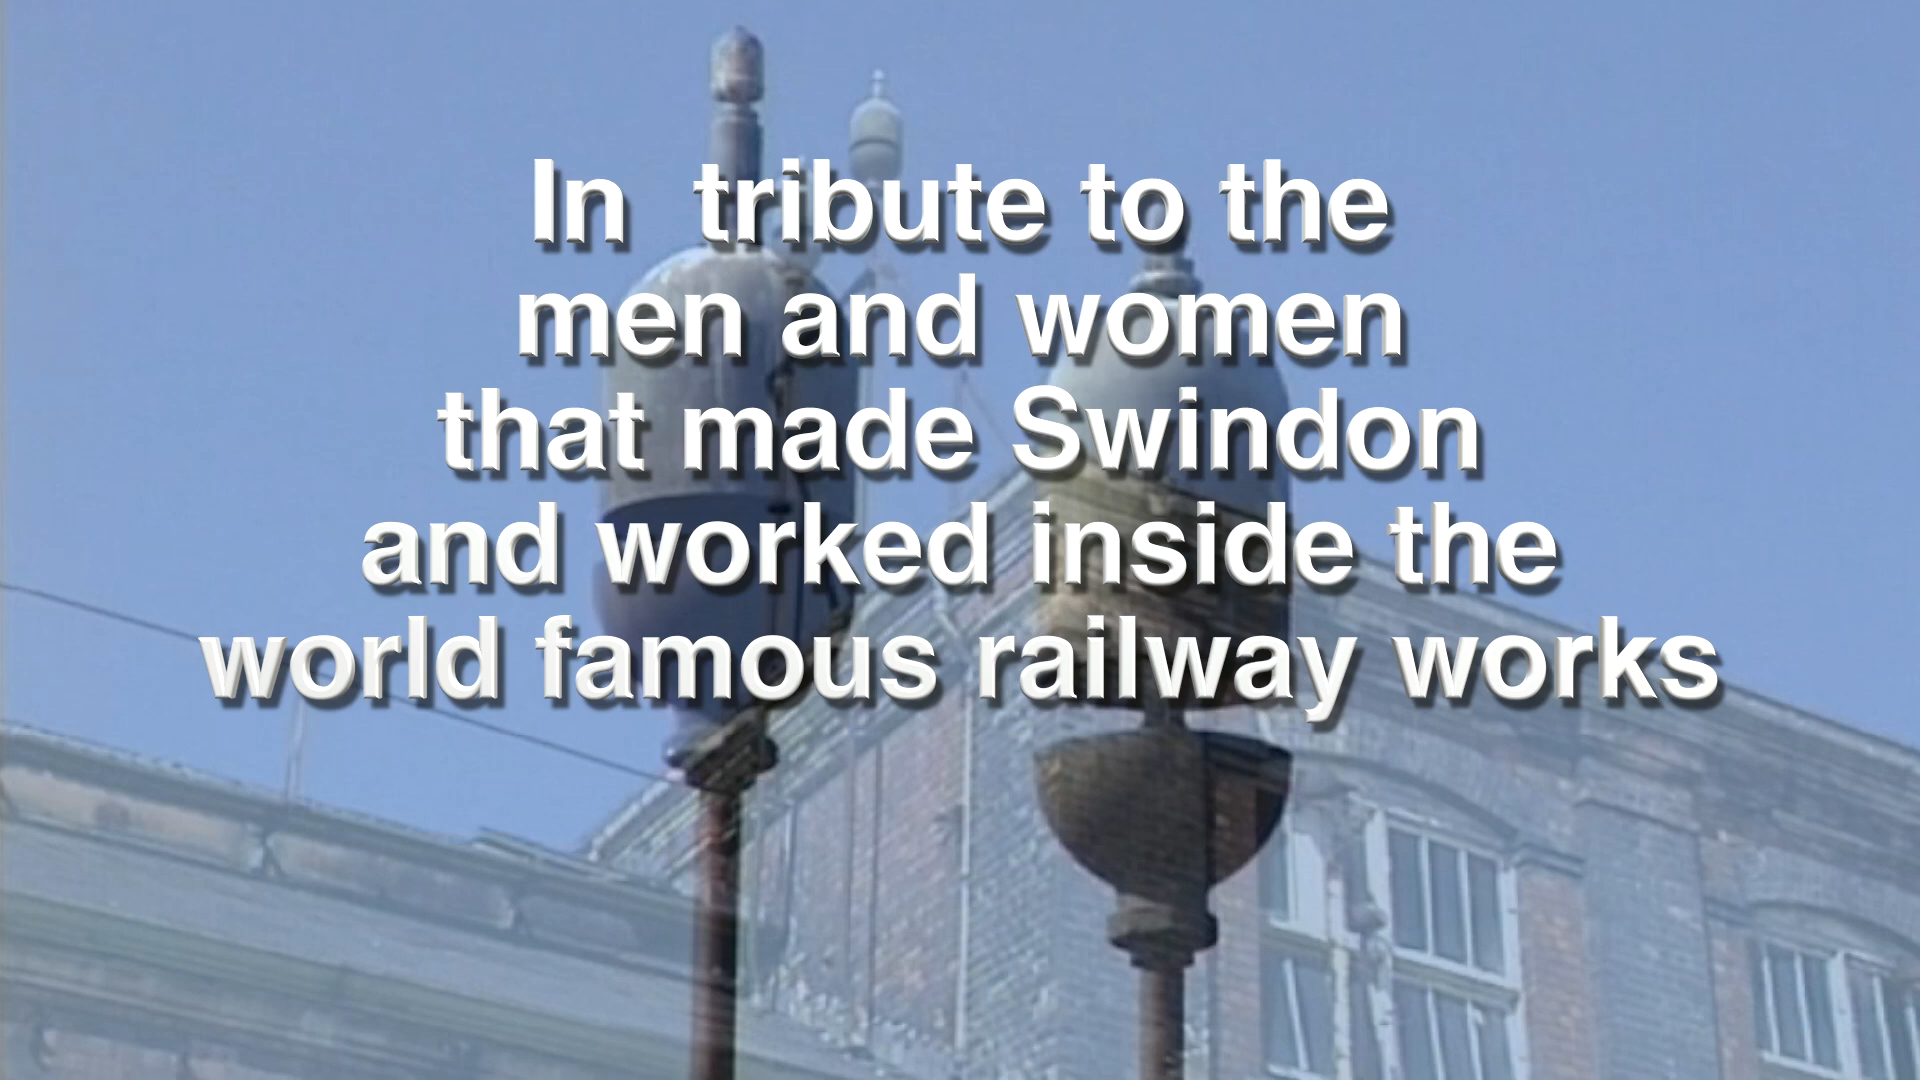 In  tribute to the
men and women
that made Swindon
and worked inside the
world famous railway works